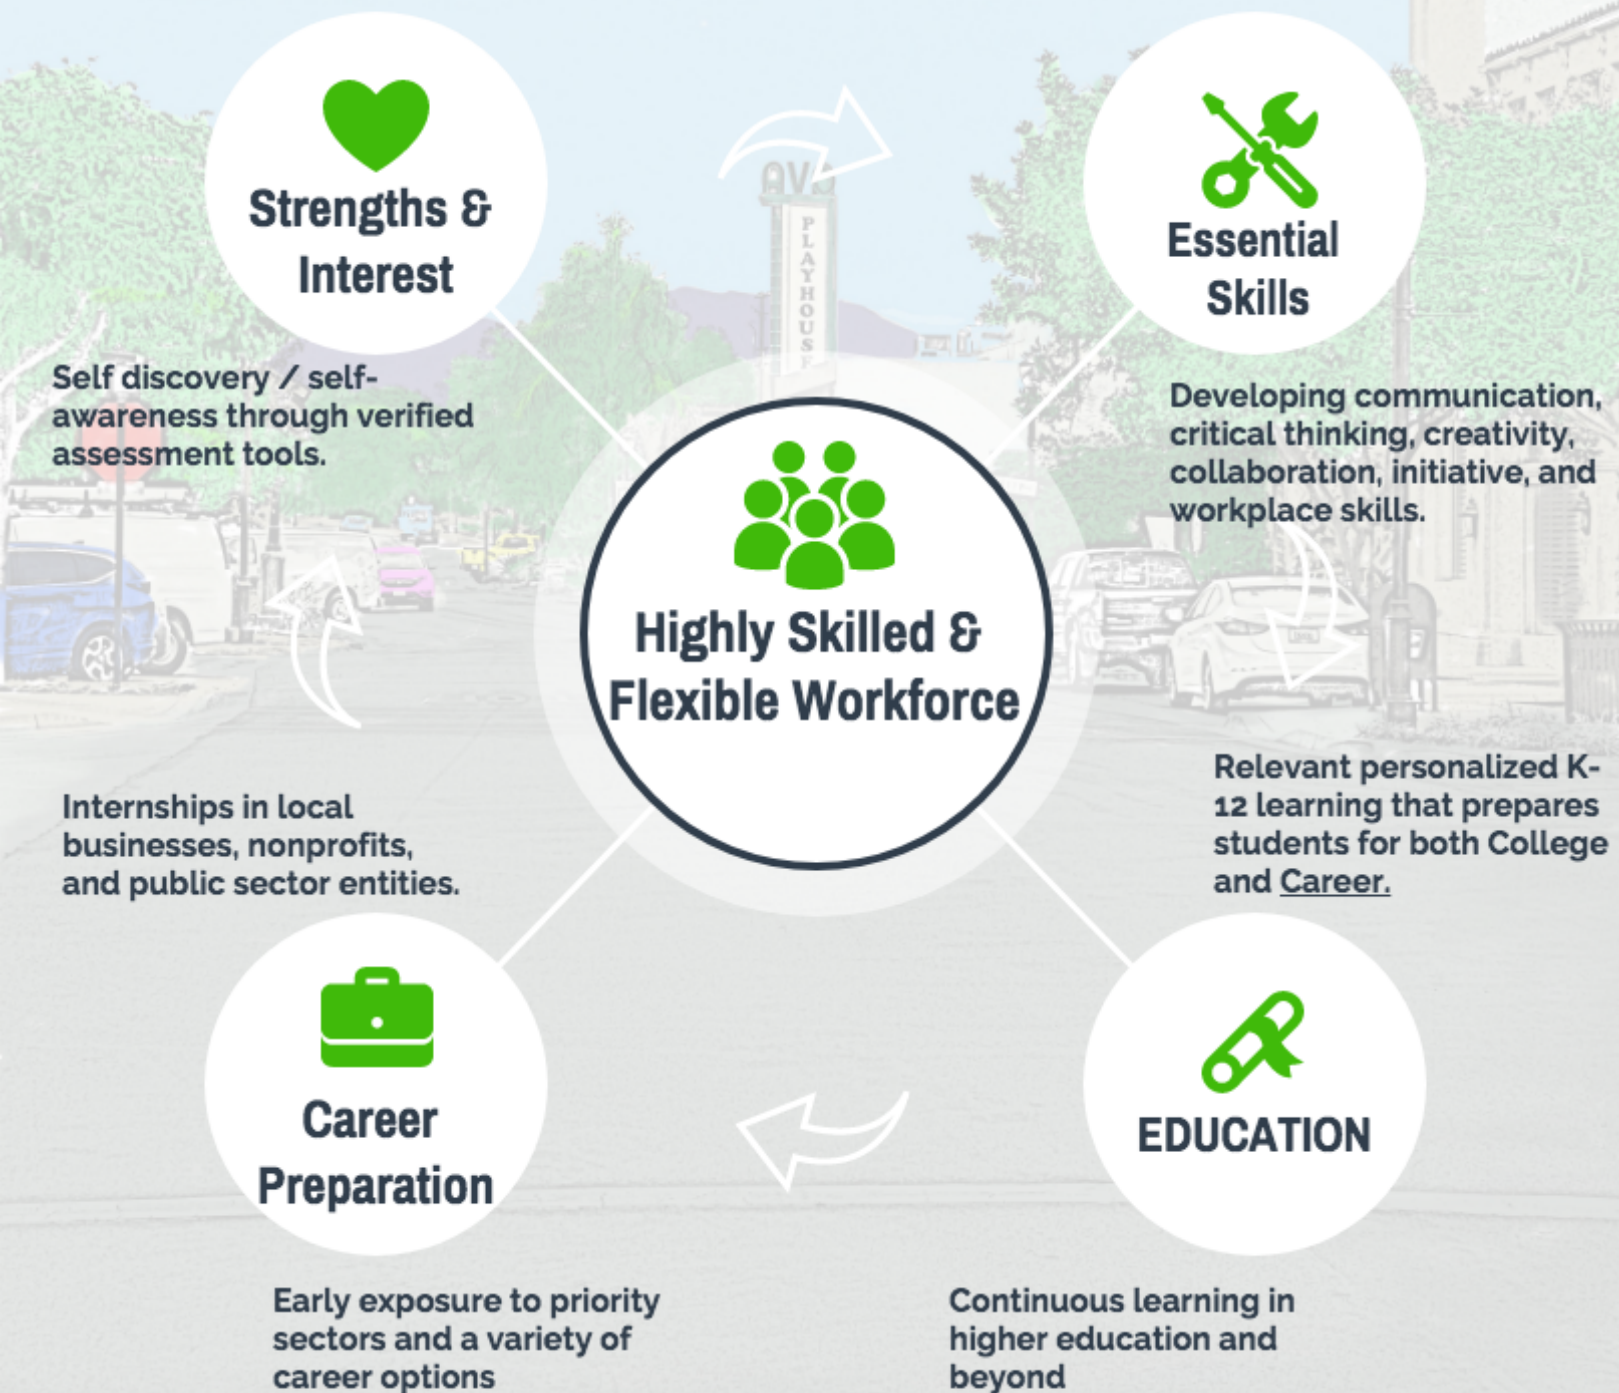 Strengths &
Interest
Self discovery / self-
awareness through verified
assessment tools.
Essential
Skills
Developing communication,
critical thinking, creativity,
collaboration, initiative, and
workplace skills.
AVA
PLAYHOUSE
Highly Skilled &
Flexible Workforce
Internships in local
businesses, nonprofits,
and public sector entities.
Career
Preparation
Early exposure to priority
sectors and a variety of
career options
Relevant personalized K-
12 learning that prepares
students for both College
and Career.
EDUCATION
Continuous learning in
higher education and
beyond